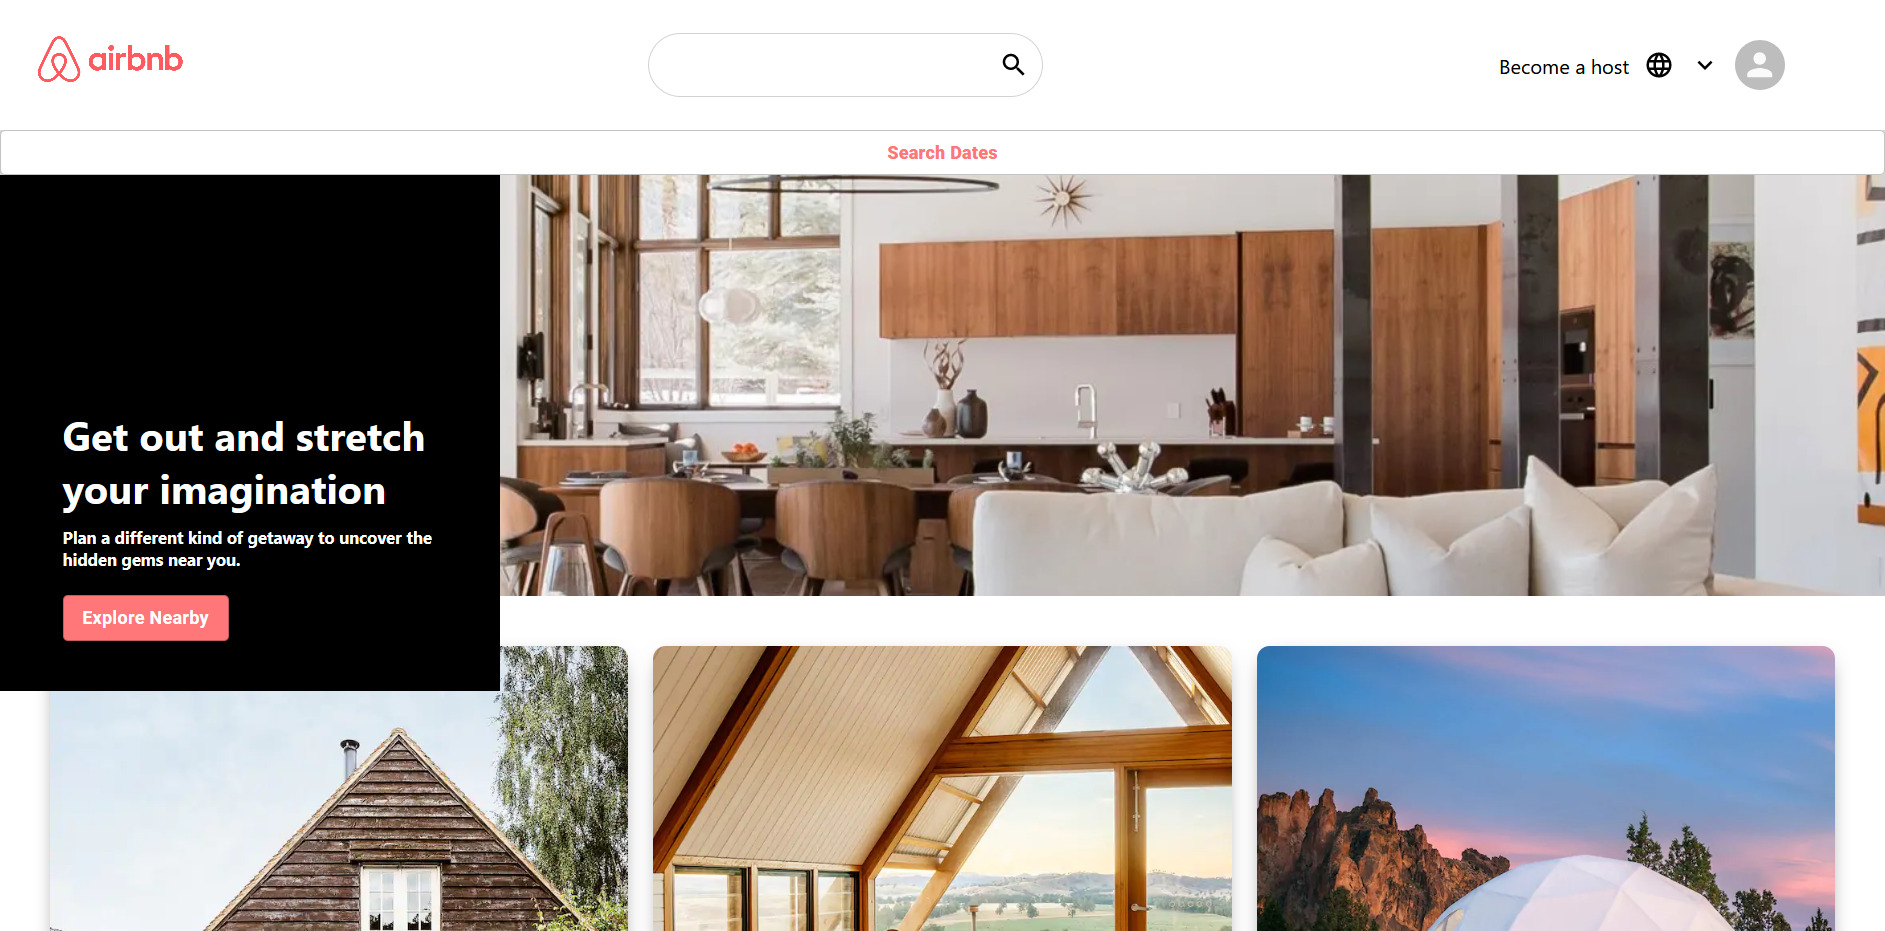 airbnb
Become a host
Search Dates
Get out and stretch
your imagination
Plan a different kind of getaway to uncover the
hidden gems near you.
Explore Nearby